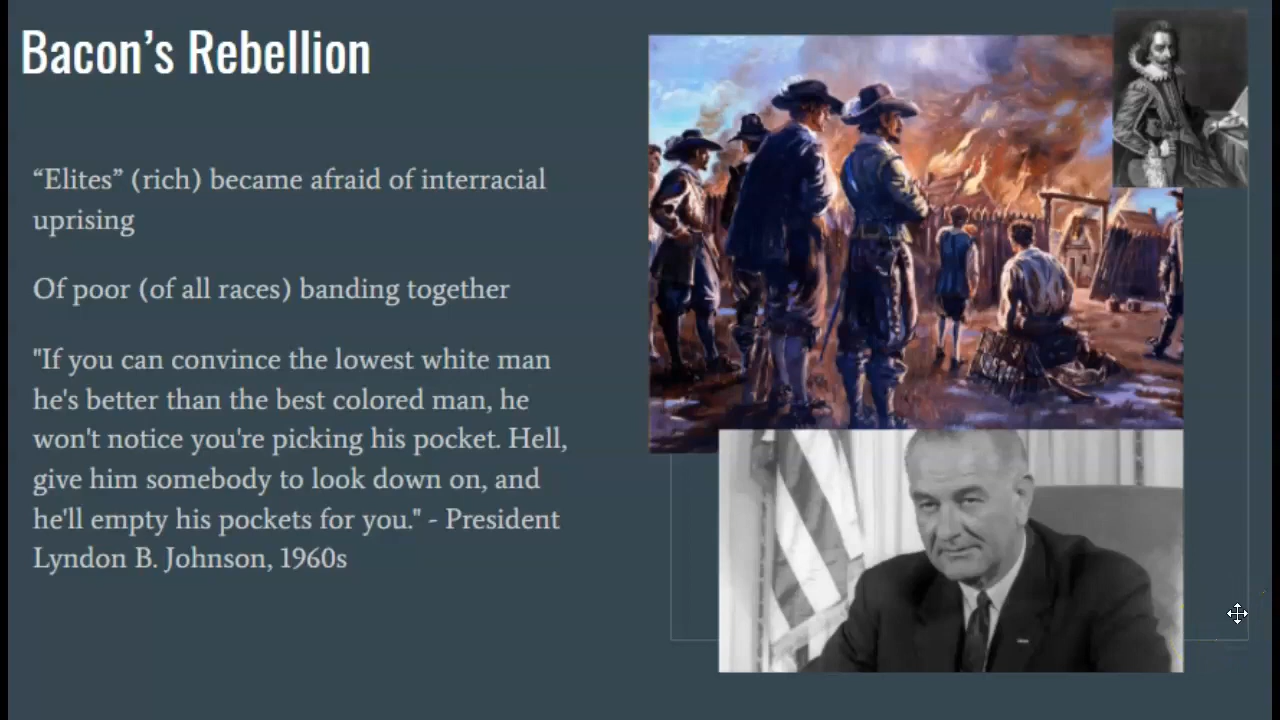 Bacon’s Rebellion
“Elites” (rich) became afraid of interracial
uprising
Of poor (of all races) banding together
"If you can convince the lowest white man
he's better than the best colored man, he
won't notice you're picking his pocket. Hell,
give him somebody to look down on, and
he'll empty his pockets for you." - President
Lyndon B. Johnson, 1960s